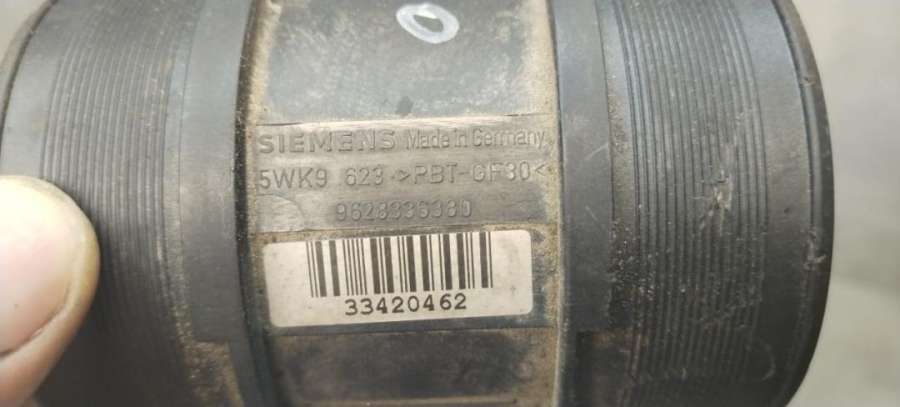 SIEMENS Made in Germany
5WK9 623 >PBT-GF30<
9628336380
33420462